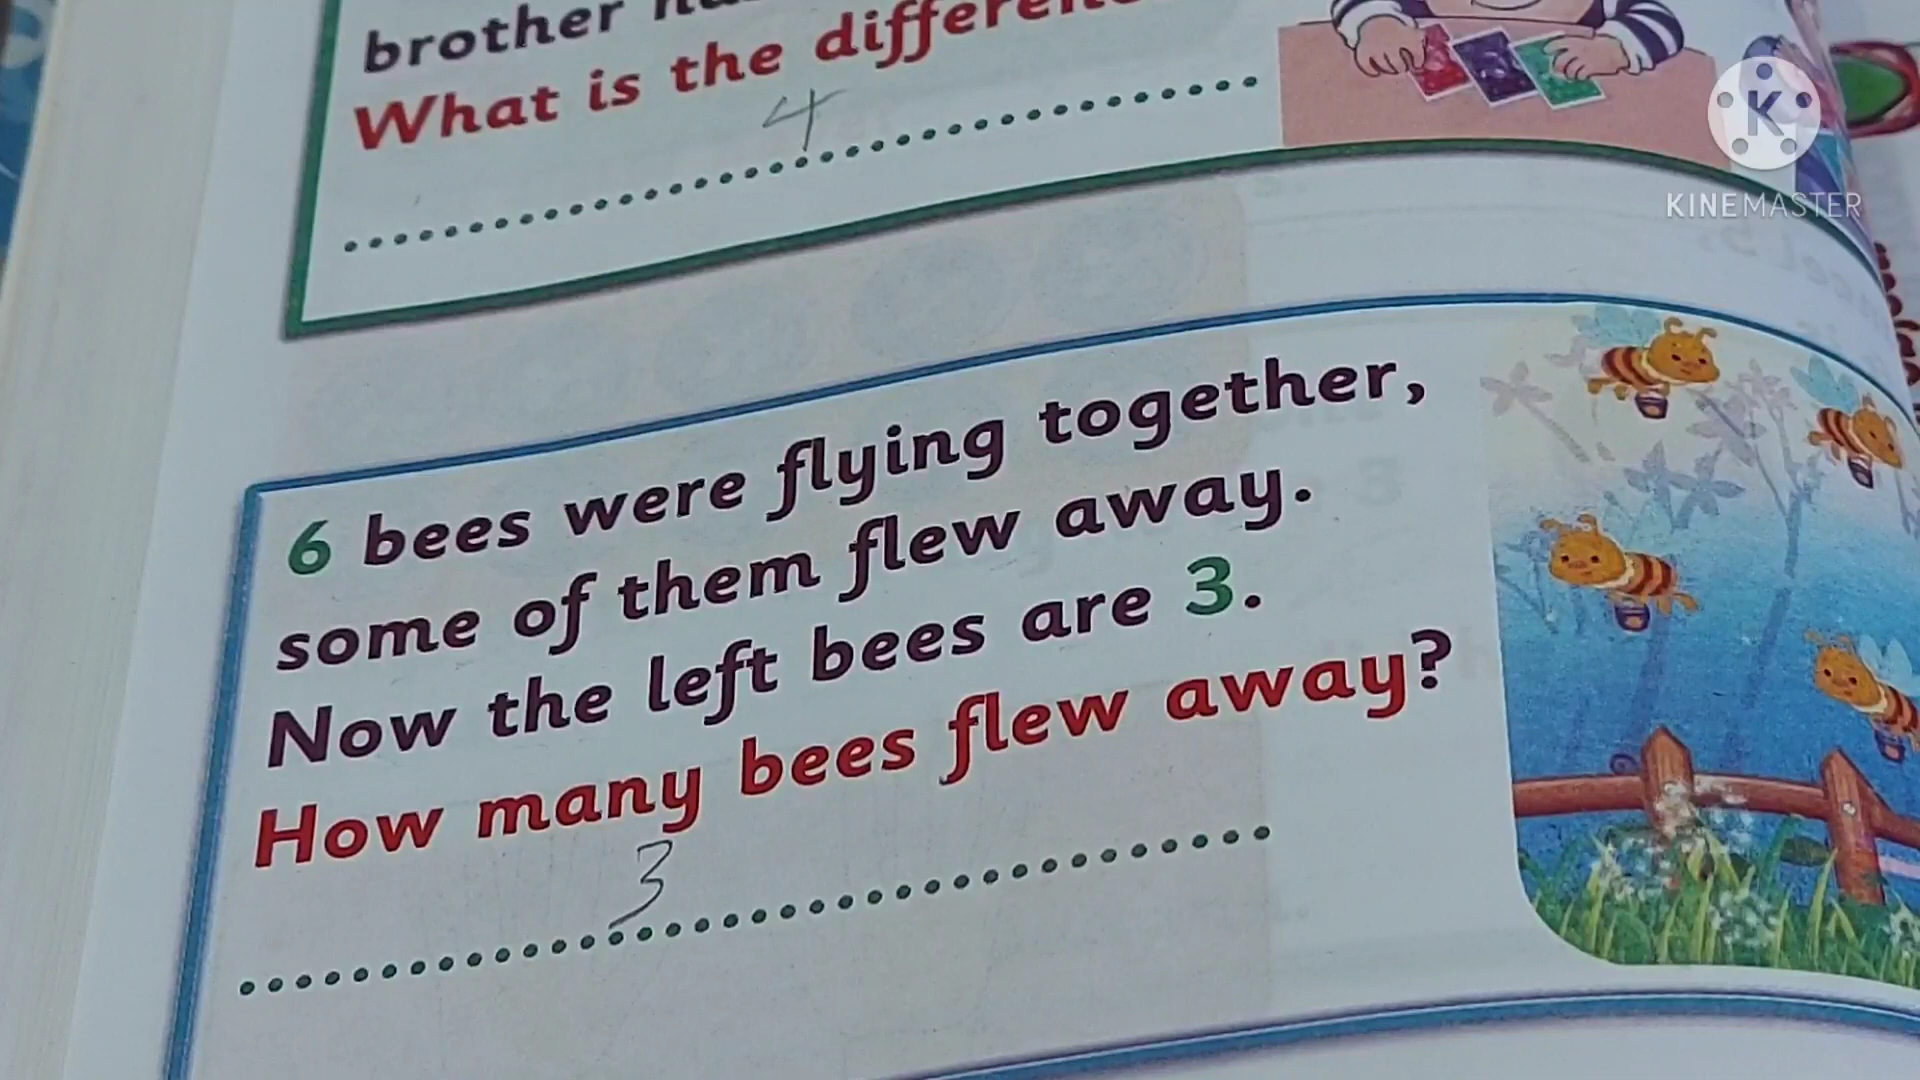 brother
What is the
4
6 bees were flying together,
some of them flew away.
Now the left bees are 3.
How many bees flew away?
3
K
KINEMASTER